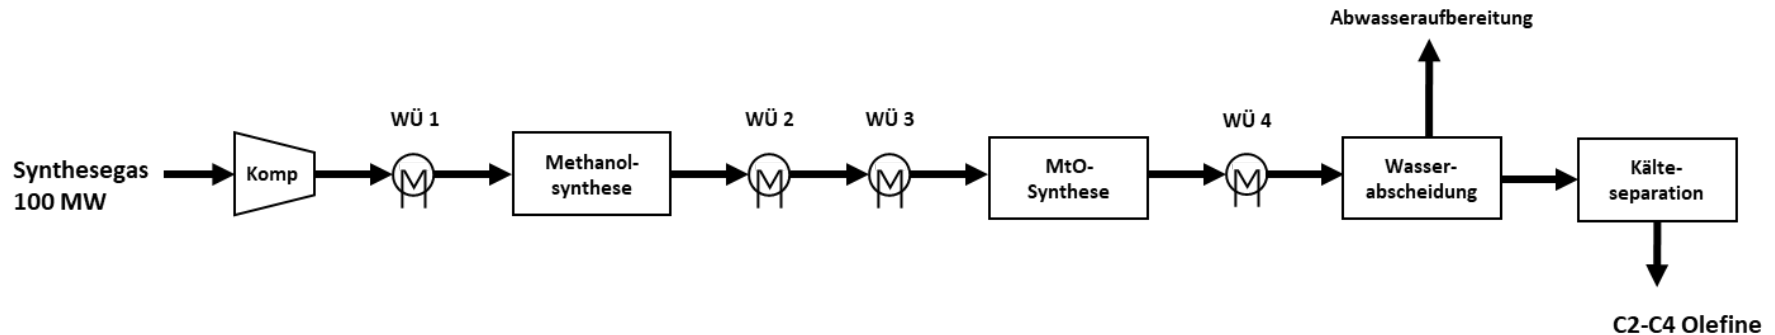 Abwasseraufbereitung
WÜ 1
WÜ 2
WÜ 3
WÜ 4
Synthesegas
100 MW
Komp
Methanol-
synthese
MtO-
Synthese
Wasser-
abscheidung
Kälte-
separation
C2-C4 Olefine